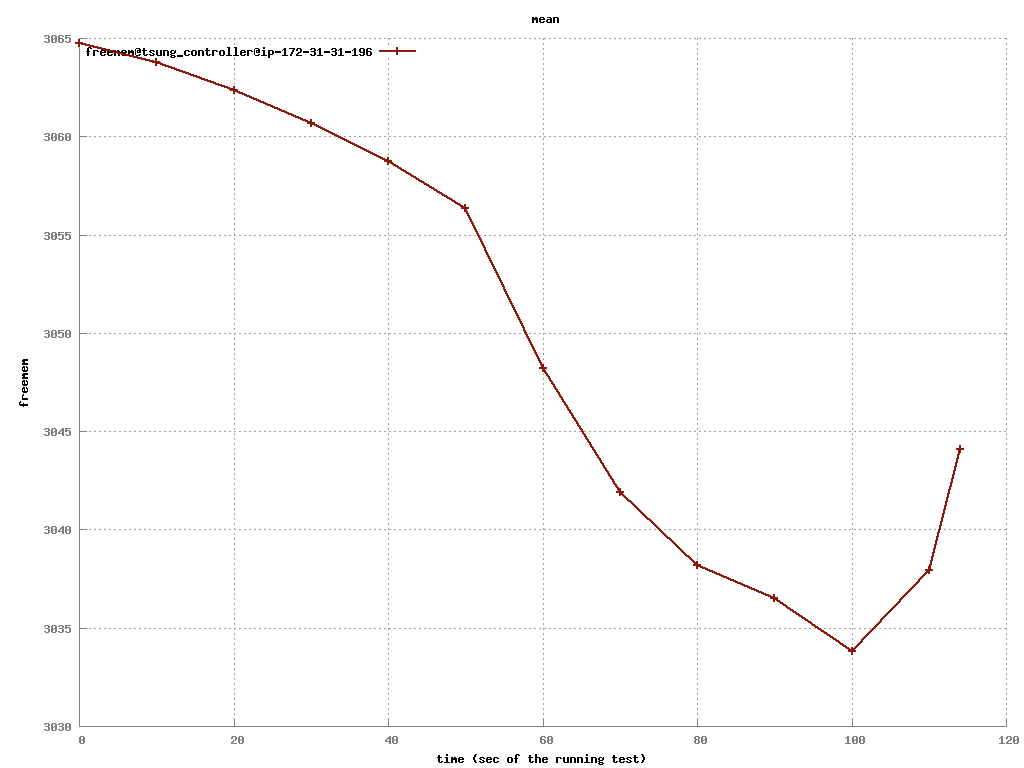 mean
3065
freemem@tsung_controller@ip-172-31-31-196
3060
3055
3050
freemem
3045
3040
3035
3030
0 20 40 60 80 100 120
time (sec of the running test)